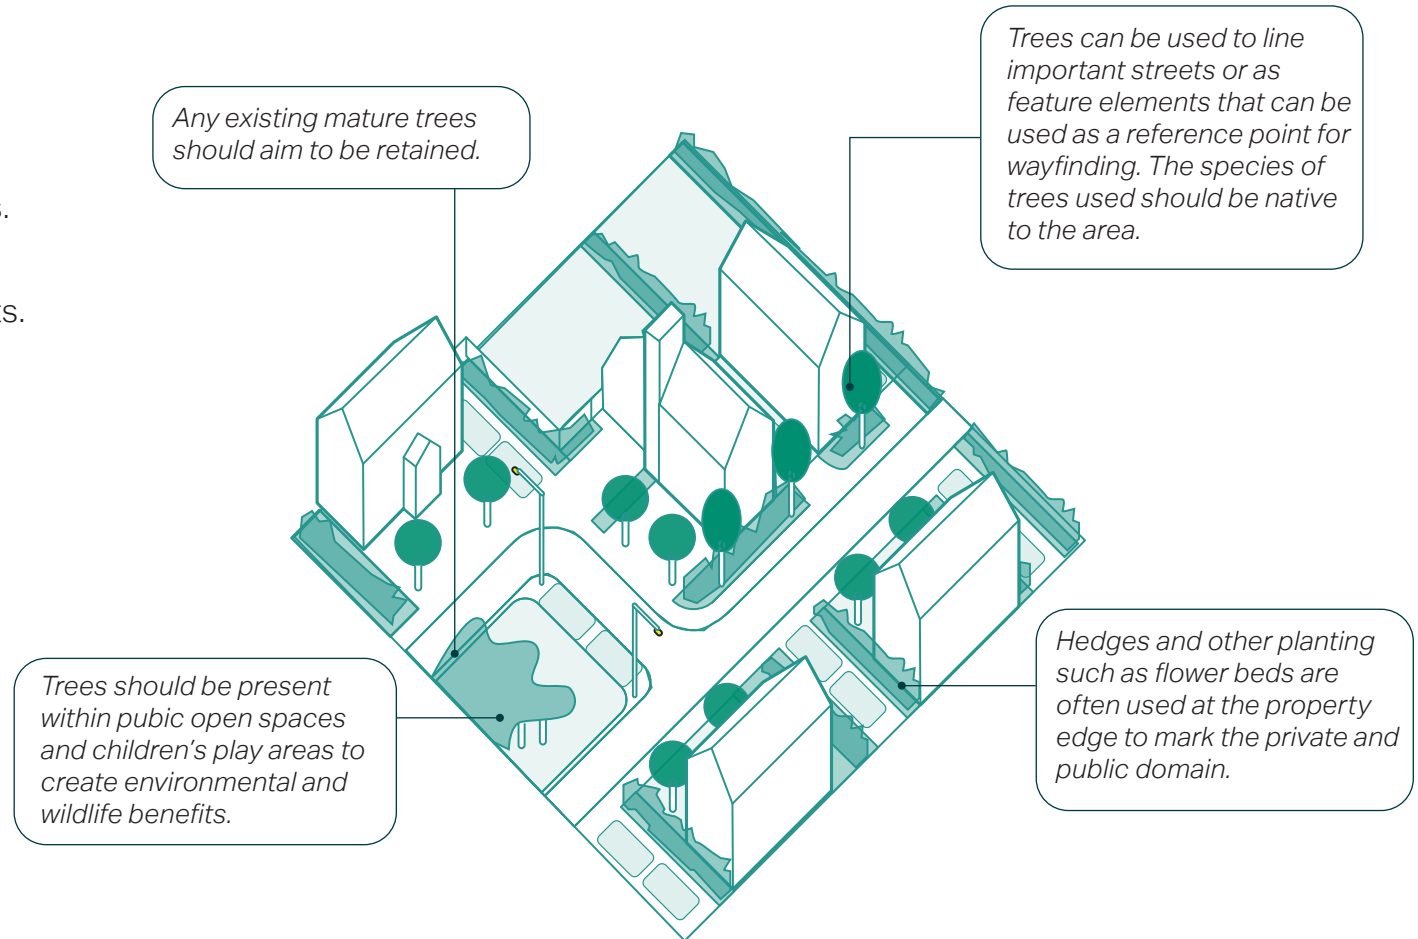 Trees can be used to line
important streets or as
feature elements that can be
used as a reference point for
wayfinding. The species of
trees used should be native
to the area.
Any existing mature trees
should aim to be retained.
s.
ts.
Trees should be present
within pubic open spaces
and children’s play areas to
create environmental and
wildlife benefits.
Hedges and other planting
such as flower beds are
often used at the property
edge to mark the private and
public domain.